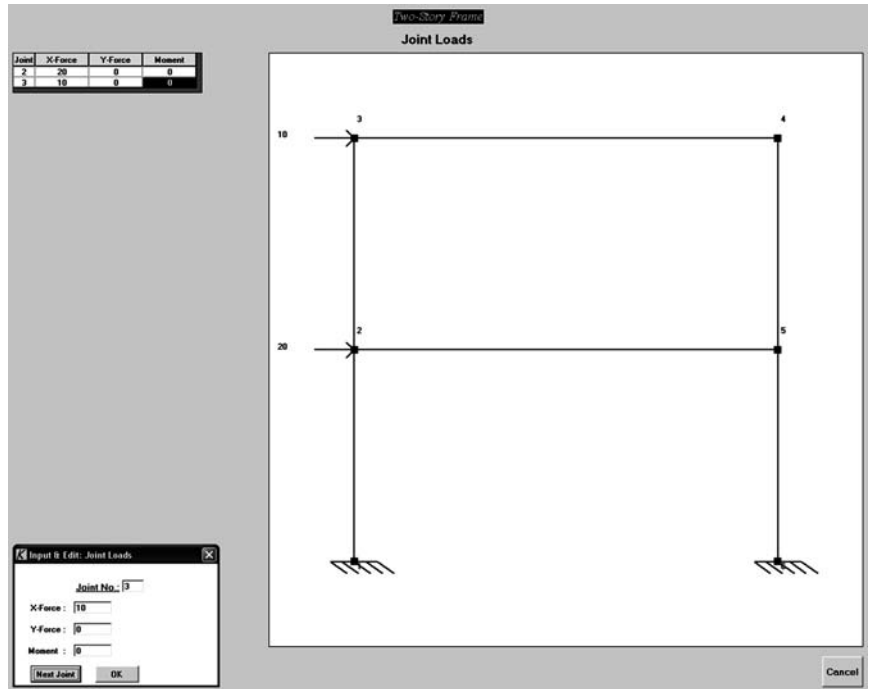 Two-Story Frame
Joint Loads
Joint X-Force Y-Force Moment
2 20 0 0
3 10 0 0
3
4
10
2
5
20
Input & Edit: Joint Loads
Joint No.: 3
X-Force : 10
Y-Force : 0
Moment : 0
Next Joint OK
Cancel